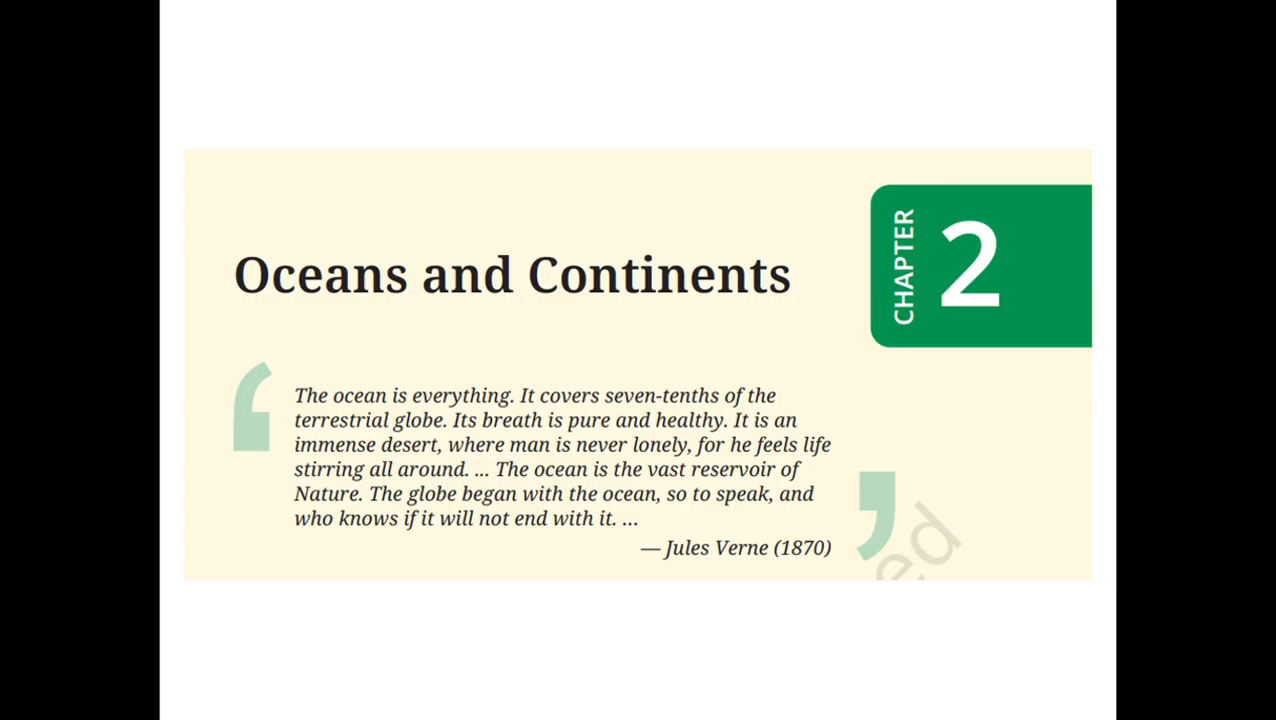 CHAPTER 2
Oceans and Continents
The ocean is everything. It covers seven-tenths of the
terrestrial globe. Its breath is pure and healthy. It is an
immense desert, where man is never lonely, for he feels life
stirring all around. ... The ocean is the vast reservoir of
Nature. The globe began with the ocean, so to speak, and
who knows if it will not end with it. ...
— Jules Verne (1870)
ed